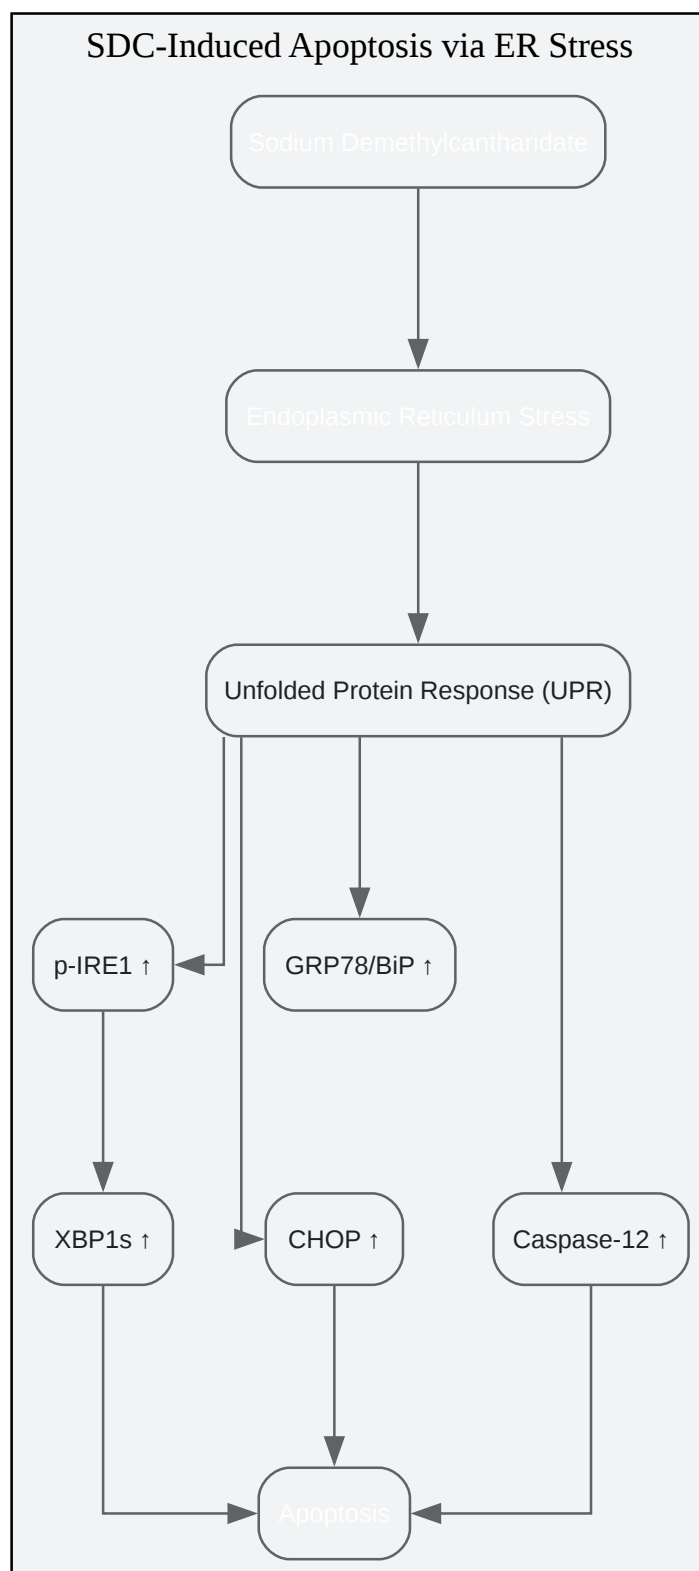 SDC-Induced Apoptosis via ER Stress
Sodium Demethylcantharidate
Endoplasmic Reticulum Stress
Unfolded Protein Response (UPR)
p-IRE1 ↑
GRP78/BiP ↑
XBP1s ↑
CHOP ↑
Caspase-12 ↑
Apoptosis